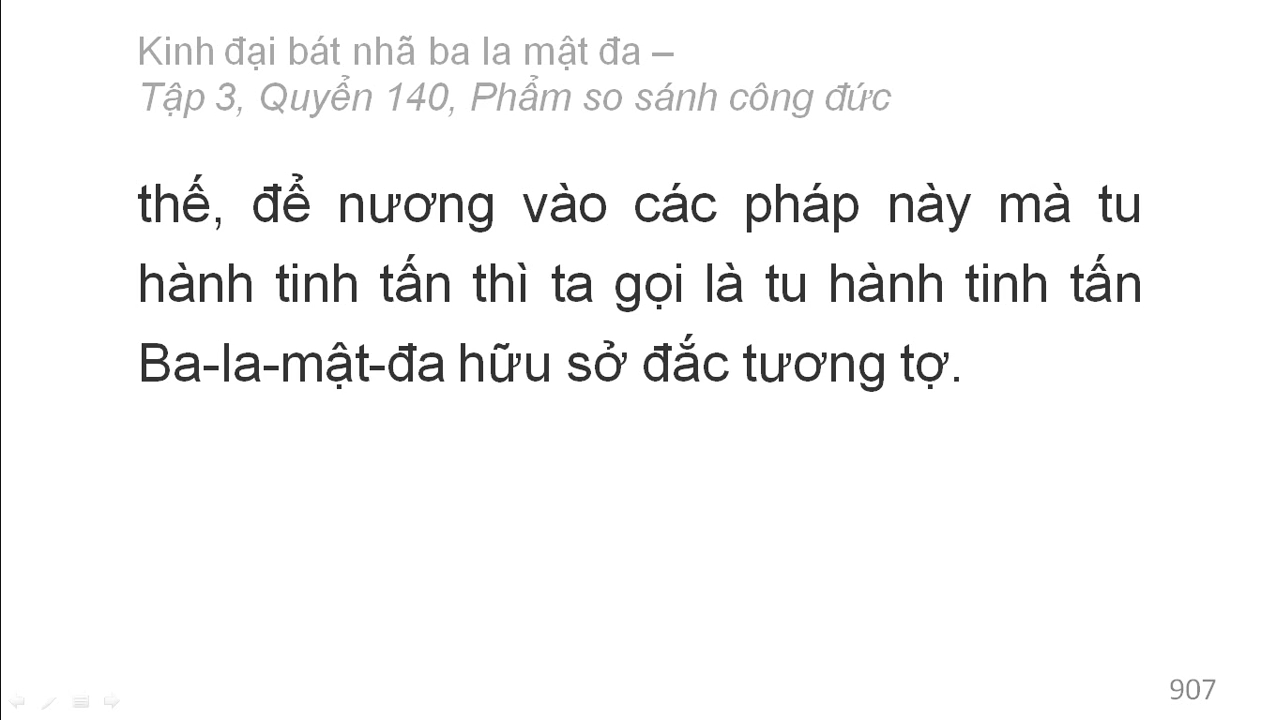 Kinh đại bát nhã ba la mật đa –
Tập 3, Quyển 140, Phẩm so sánh công đức
thế, để nương vào các pháp này mà tu
hành tinh tấn thì ta gọi là tu hành tinh tấn
Ba-la-mật-đa hữu sở đắc tương tợ.
907